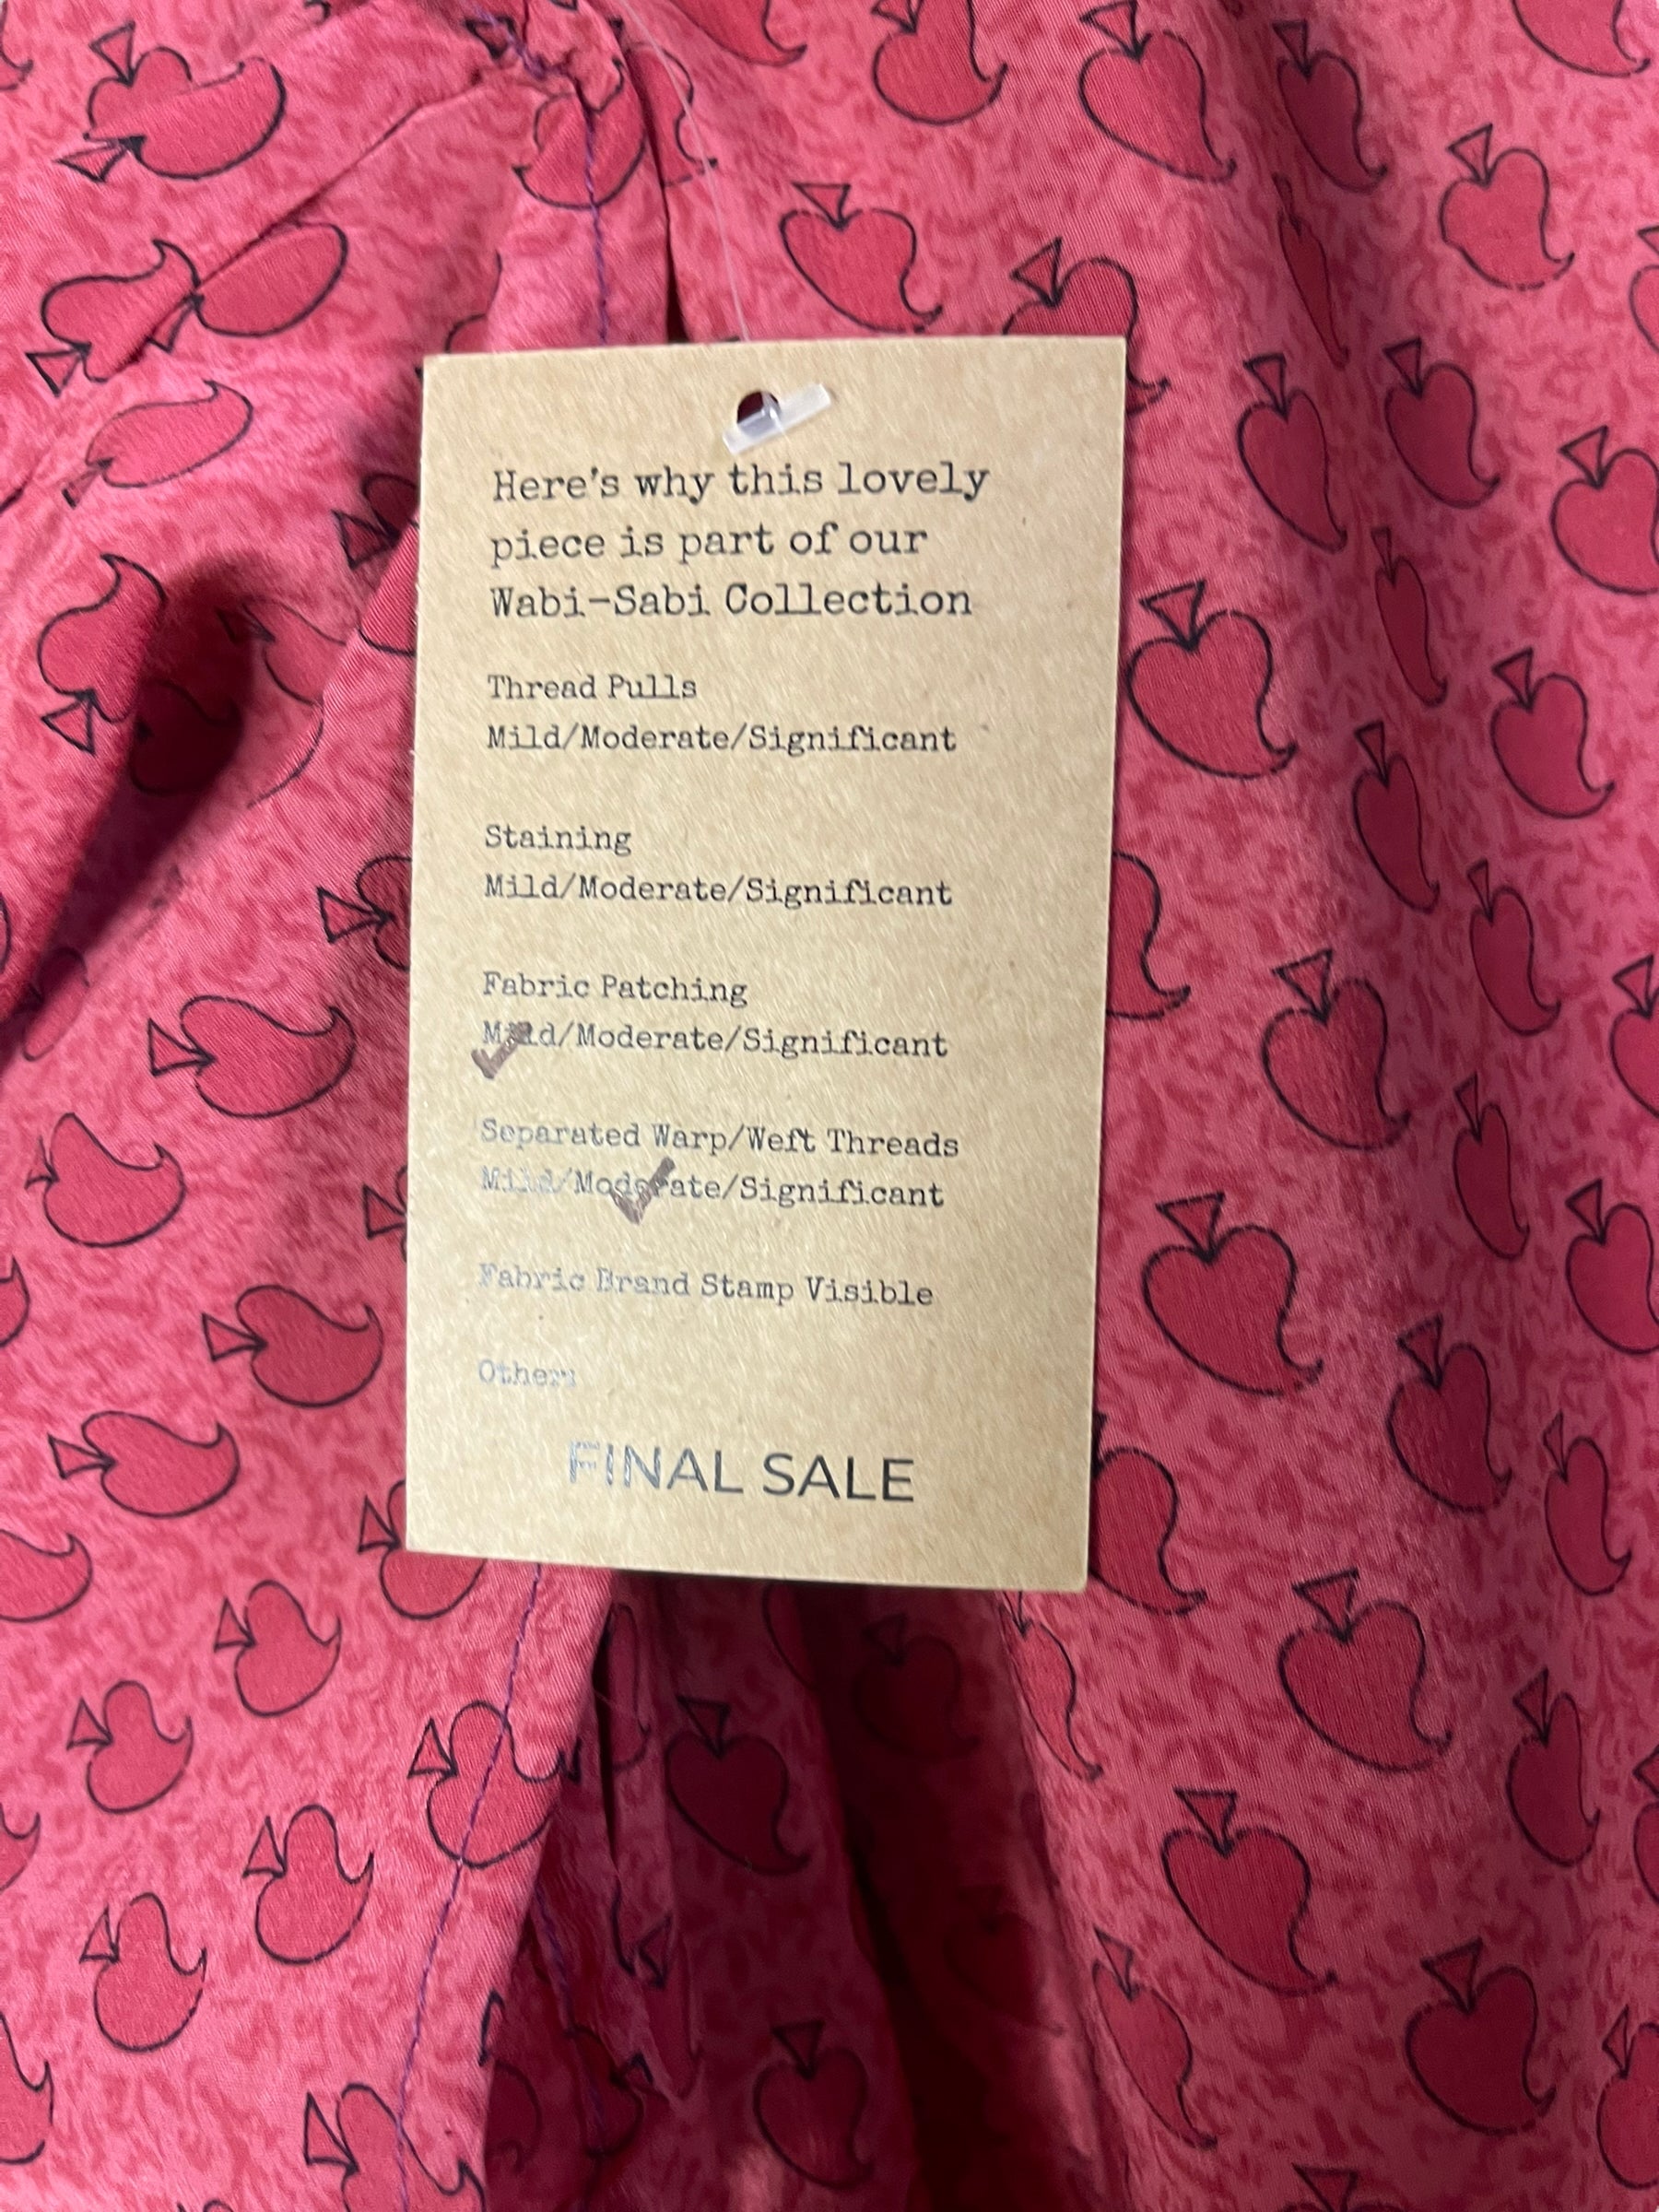 Here's why this lovely
piece is part of our
Wabi-Sabi Collection
Thread Pulls
Mild/Moderate/Significant
Staining
Mild/Moderate/Significant
Fabric Patching
Mild/Moderate/Significant
Separated Warp/Weft Threads
Mild/Moderate/Significant
Fabric Brand Stamp Visible
Others
FINAL SALE